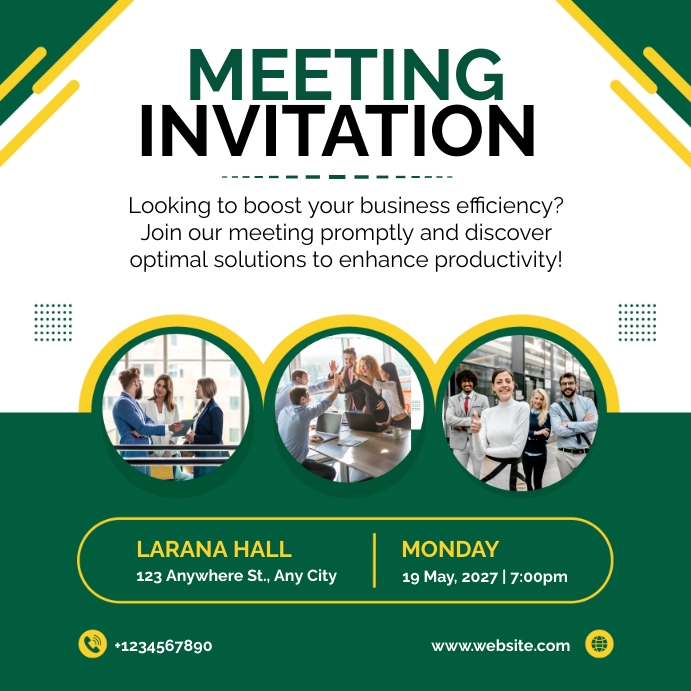 MEETING
INVITATION
Looking to boost your business efficiency?
Join our meeting promptly and discover
optimal solutions to enhance productivity!
LARANA HALL
123 Anywhere St., Any City
MONDAY
19 May, 2027 | 7:00pm
+1234567890
www.website.com